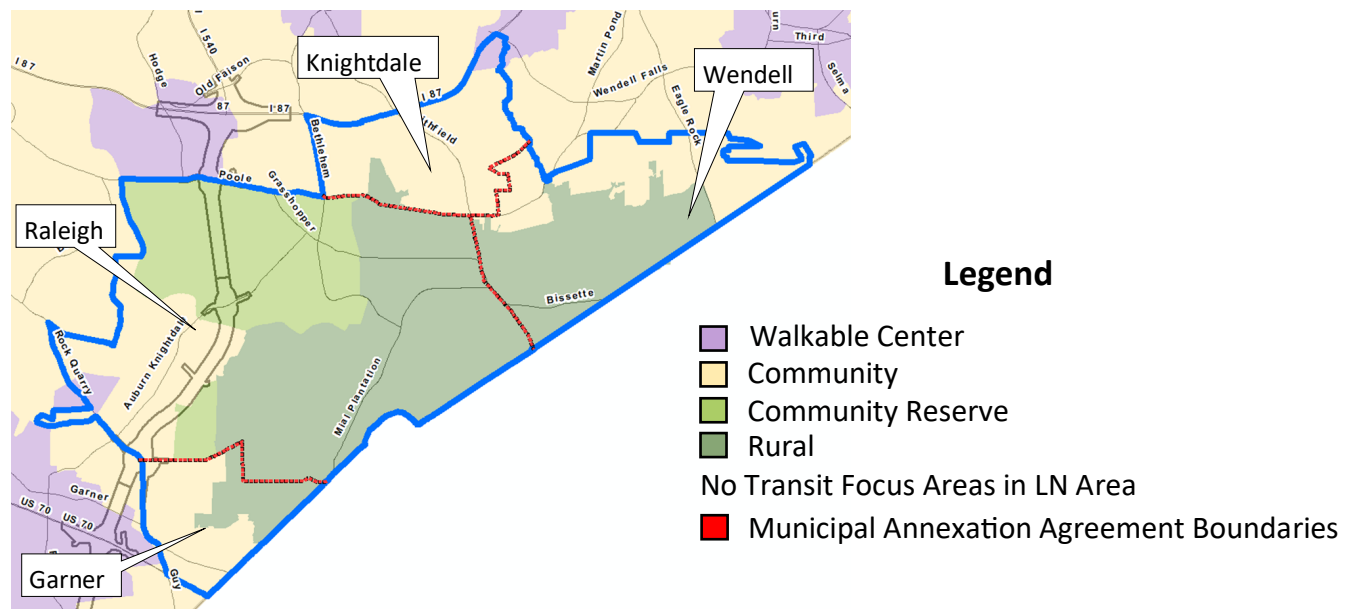 Hodge
I 540
Old Faison
I 87
87
I 87
Knightdale
I 87
Martin Pond
Wendell Falls
Eagle Rock
Wendell
Third
Selma
Bethlehem
Poole
Grasshopper
Raleigh
Rock Quarry
Auburn Knightdale
Mial Plantation
Bissette
Garner
US 70
US 70
Guy
Garner
Legend
Walkable Center
Community
Community Reserve
Rural
No Transit Focus Areas in LN Area
Municipal Annexation Agreement Boundaries